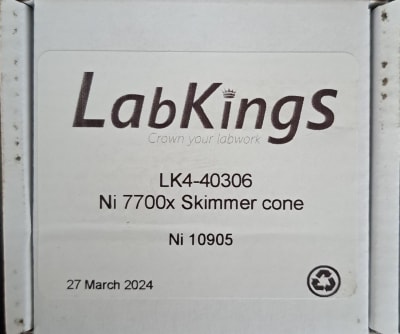 LabKings
Crown your labwork
LK4-40306
Ni 7700x Skimmer cone
Ni 10905
27 March 2024